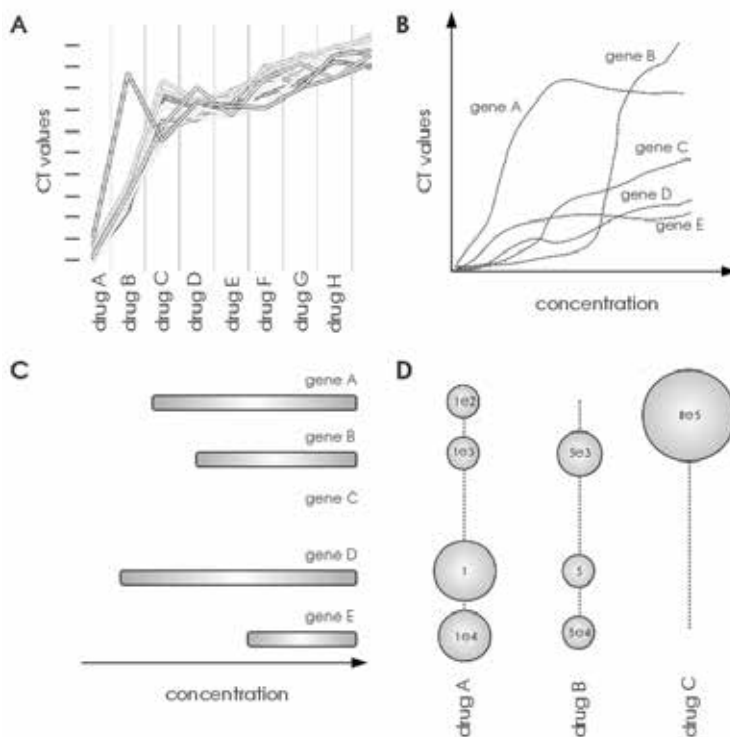 A
CT values
drug A
drug B
drug C
drug D
drug E
drug F
drug G
drug H
B
CT values
gene A
gene B
gene C
gene D
gene E
concentration
C
gene A
gene B
gene C
gene D
gene E
concentration
D
1e2
1e3
1
1e4
5e3
5
5e4
8e5
drug A
drug B
drug C